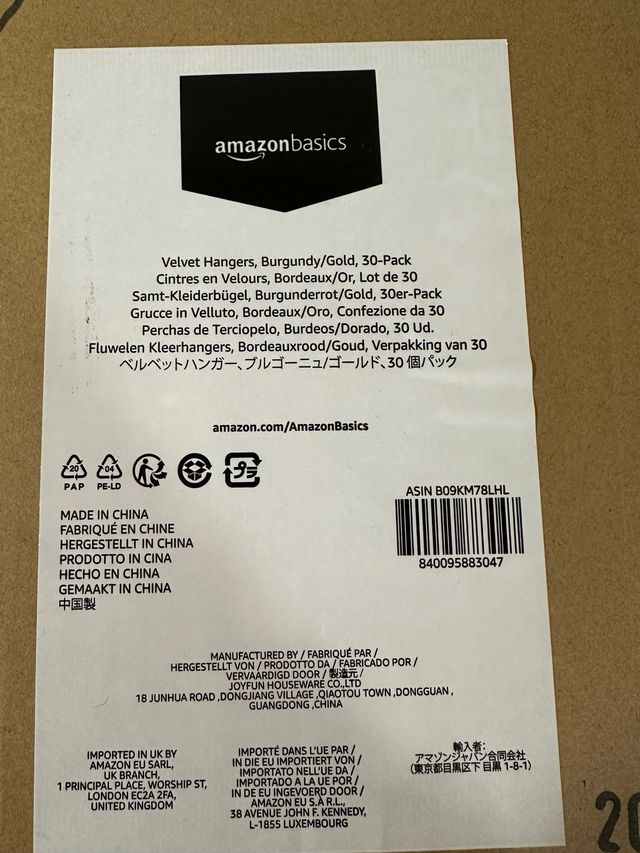 amazonbasics
Velvet Hangers, Burgundy/Gold, 30-Pack
Cintres en Velours, Bordeaux/Or, Lot de 30
Samt-Kleiderbügel, Burgunderrot/Gold, 30er-Pack
Grucce in Velluto, Bordeaux/Oro, Confezione da 30
Perchas de Terciopelo, Burdeos/Dorado, 30 Ud.
Fluwelen Kleerhangers, Bordeauxrood/Goud, Verpakking van 30
ベルベットハンガー、ブルゴーニュ/ゴールド、30 個パック
amazon.com/AmazonBasics
20 04 プラ
PAP PE-LD
ASIN B09KM78LHL
840095883047
MADE IN CHINA
FABRIQUÉ EN CHINE
HERGESTELLT IN CHINA
PRODOTTO IN CINA
HECHO EN CHINA
GEMAAKT IN CHINA
中国製
MANUFACTURED BY / FABRIQUÉ PAR /
HERGESTELLT VON / PRODOTTO DA / FABRICADO POR /
VERVAARDIGD DOOR / 製造元 /
JOYFUN HOUSEWARE CO.,LTD
18 JUNHUA ROAD ,DONGJIANG VILLAGE ,QIAOTOU TOWN ,DONGGUAN ,
GUANGDONG ,CHINA
IMPORTED IN UK BY
AMAZON EU SARL,
UK BRANCH,
1 PRINCIPAL PLACE, WORSHIP ST,
LONDON EC2A 2FA,
UNITED KINGDOM
IMPORTÉ DANS L'UE PAR /
IN DIE EU IMPORTIERT VON /
IMPORTATO NELL'UE DA /
IMPORTADO A LA UE POR /
IN DE EU INGEVOERD DOOR /
AMAZON EU S.À R.L.,
38 AVENUE JOHN F. KENNEDY,
L-1855 LUXEMBOURG
輸入者:
アマゾンジャパン合同会社
(東京都目黒区下目黒 1-8-1)